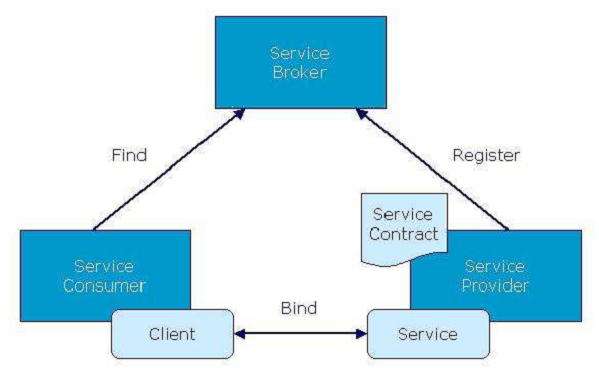 Service
Broker
Find
Register
Service
Contract
Service
Consumer
Service
Provider
Bind
Client
Service